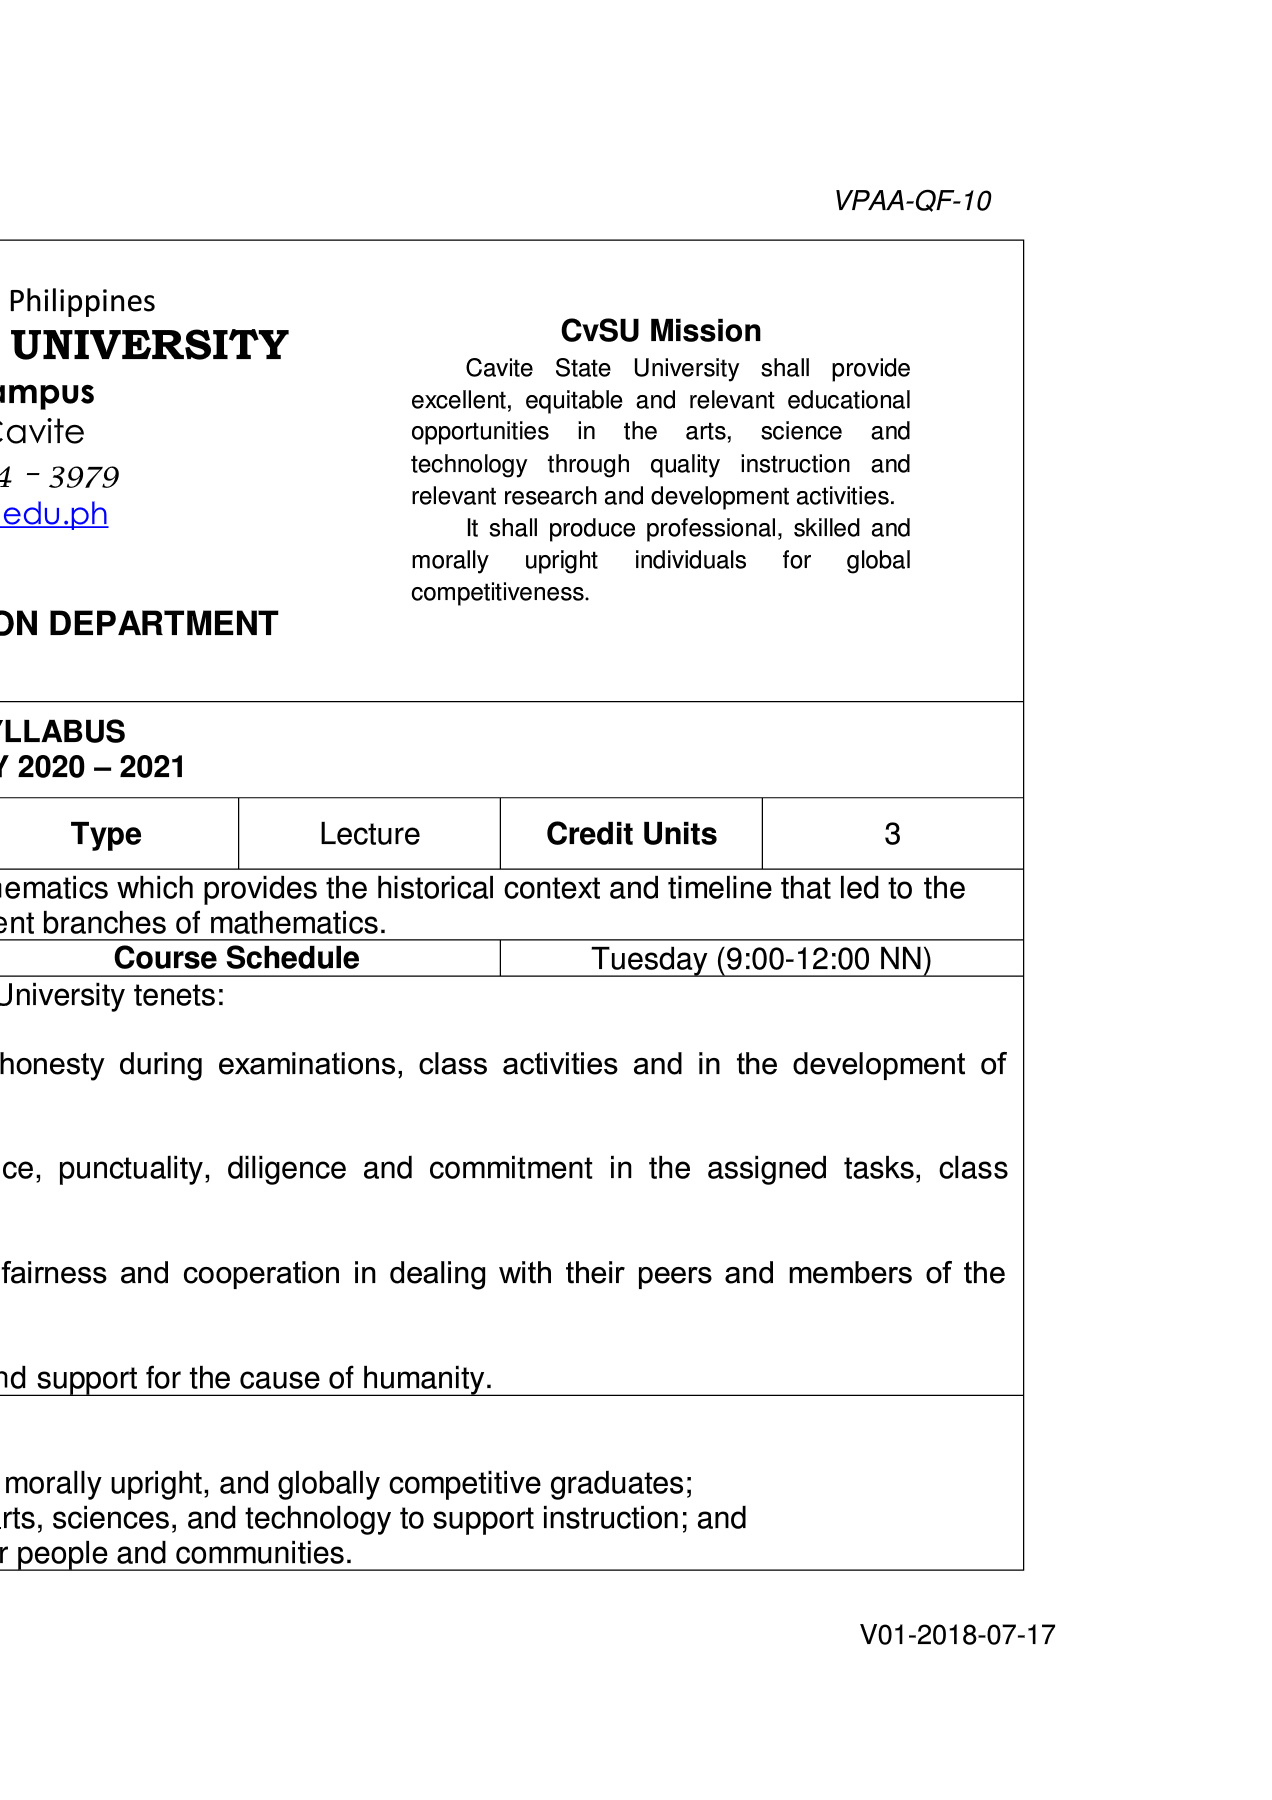 VPAA-QF-10
Philippines
UNIVERSITY
ampus
Cavite
4 – 3979
edu.ph
ON DEPARTMENT
CvSU Mission
Cavite State University shall provide
excellent, equitable and relevant educational
opportunities in the arts, science and
technology through quality instruction and
relevant research and development activities.
It shall produce professional, skilled and
morally upright individuals for global
competitiveness.
YLLABUS
Y 2020 – 2021
Type Lecture Credit Units 3
ematics which provides the historical context and timeline that led to the
ent branches of mathematics.
Course Schedule Tuesday (9:00-12:00 NN)
University tenets:
honesty during examinations, class activities and in the development of
ce, punctuality, diligence and commitment in the assigned tasks, class
fairness and cooperation in dealing with their peers and members of the
nd support for the cause of humanity.
morally upright, and globally competitive graduates;
rts, sciences, and technology to support instruction; and
r people and communities.
V01-2018-07-17